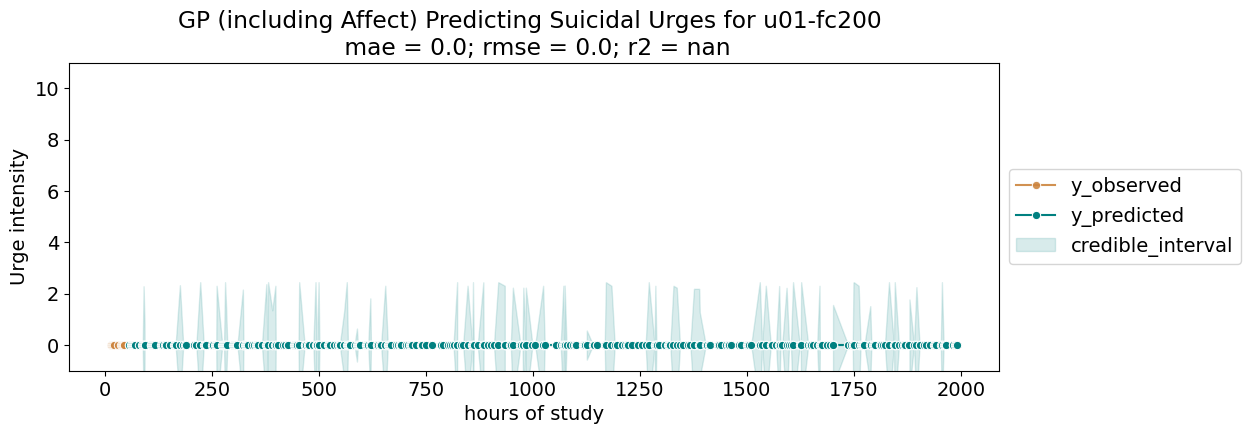 GP (including Affect) Predicting Suicidal Urges for u01-fc200
mae = 0.0; rmse = 0.0; r2 = nan
10
8
6
4
2
0
Urge intensity
0 250 500 750 1000 1250 1500 1750 2000
hours of study
y_observed
y_predicted
credible_interval